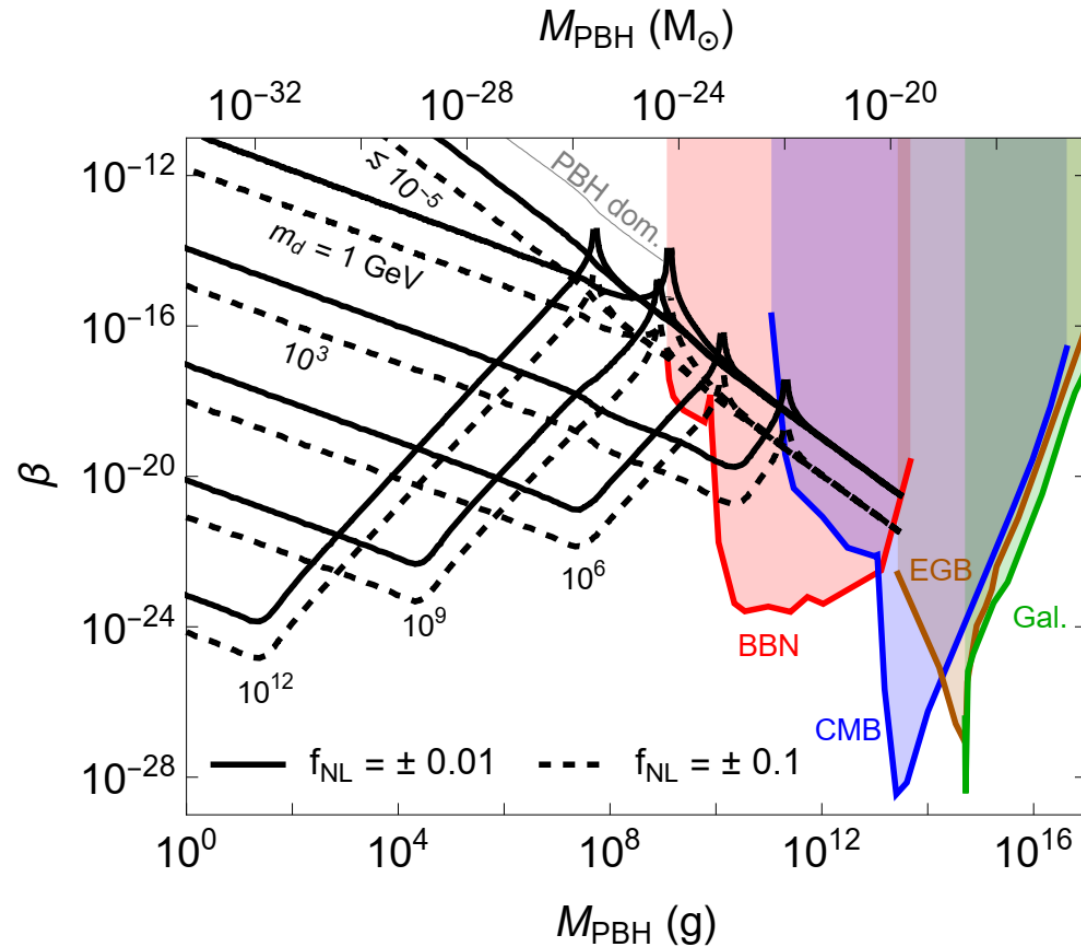 M_PBH (M_⊙)
10^−32 10^−28 10^−24 10^−20
10^−12
10^−16
10^−20
10^−24
10^−28
β
≲ 10^−5
PBH dom.
m_d = 1 GeV
10^3
10^6
10^9
10^12
EGB
Gal.
BBN
CMB
f_NL = ± 0.01 f_NL = ± 0.1
10^0 10^4 10^8 10^12 10^16
M_PBH (g)